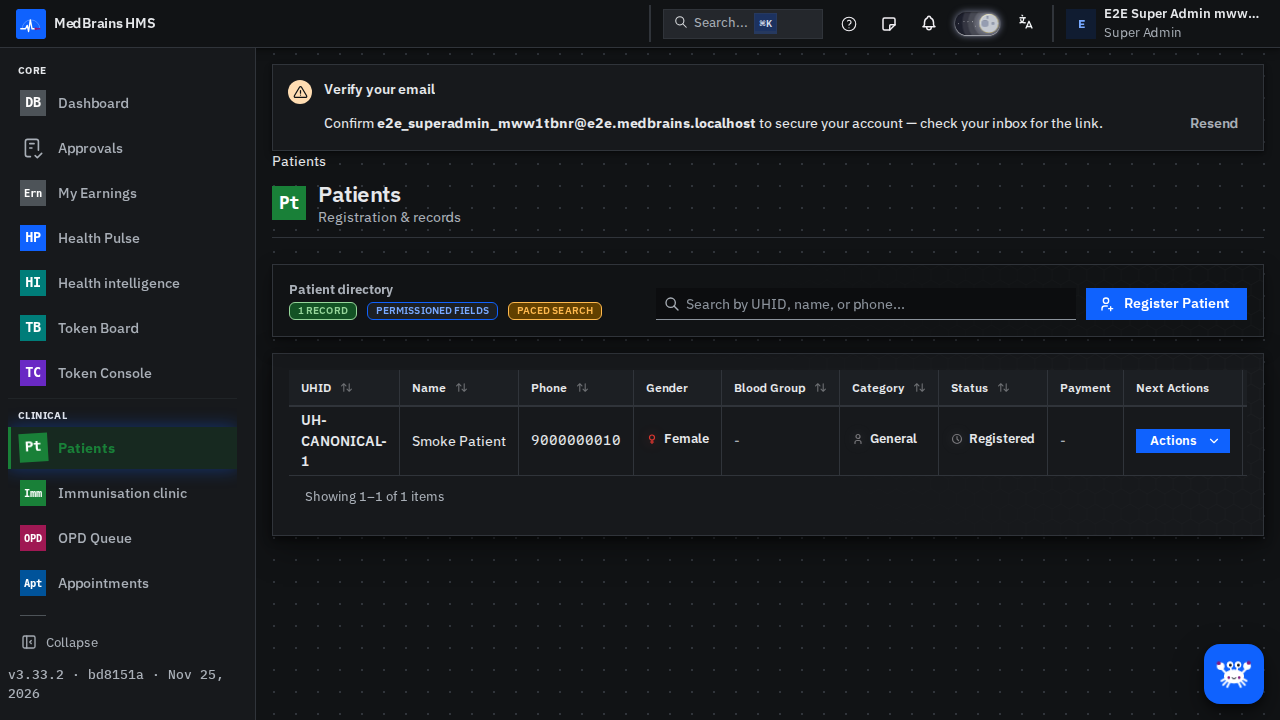 MedBrains HMS
Search... ⌘K
E E2E Super Admin mww...
Super Admin
CORE
DB Dashboard
Approvals
Ern My Earnings
HP Health Pulse
HI Health intelligence
TB Token Board
TC Token Console
CLINICAL
Pt Patients
Imm Immunisation clinic
OPD OPD Queue
Apt Appointments
Collapse
v3.33.2 · bd8151a · Nov 25,
2026
Verify your email
Confirm e2e_superadmin_mww1tbnr@e2e.medbrains.localhost to secure your account — check your inbox for the link. Resend
Patients
Pt Patients
Registration & records
Patient directory
1 RECORD PERMISSIONED FIELDS PACED SEARCH
Search by UHID, name, or phone...
Register Patient
UHID Name Phone Gender Blood Group Category Status Payment Next Actions
UH-CANONICAL-1 Smoke Patient 9000000010 Female - General Registered - Actions
Showing 1–1 of 1 items